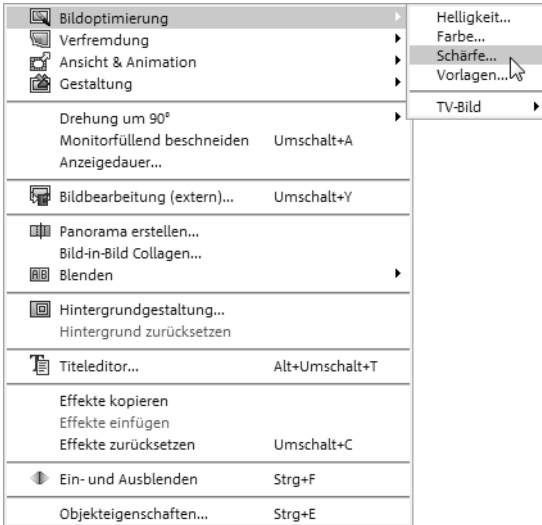 Bildoptimierung
Helligkeit...
Farbe...
Schärfe...
Vorlagen...
TV-Bild
Verfremdung
Ansicht & Animation
Gestaltung
Drehung um 90°
Monitorfüllend beschneiden Umschalt+A
Anzeigedauer...
Bildbearbeitung (extern)... Umschalt+Y
Panorama erstellen...
Bild-in-Bild Collagen...
AB Blenden
Hintergrundgestaltung...
Hintergrund zurücksetzen
Titeleditor... Alt+Umschalt+T
Effekte kopieren
Effekte einfügen
Effekte zurücksetzen Umschalt+C
Ein- und Ausblenden Strg+F
Objekteigenschaften... Strg+E